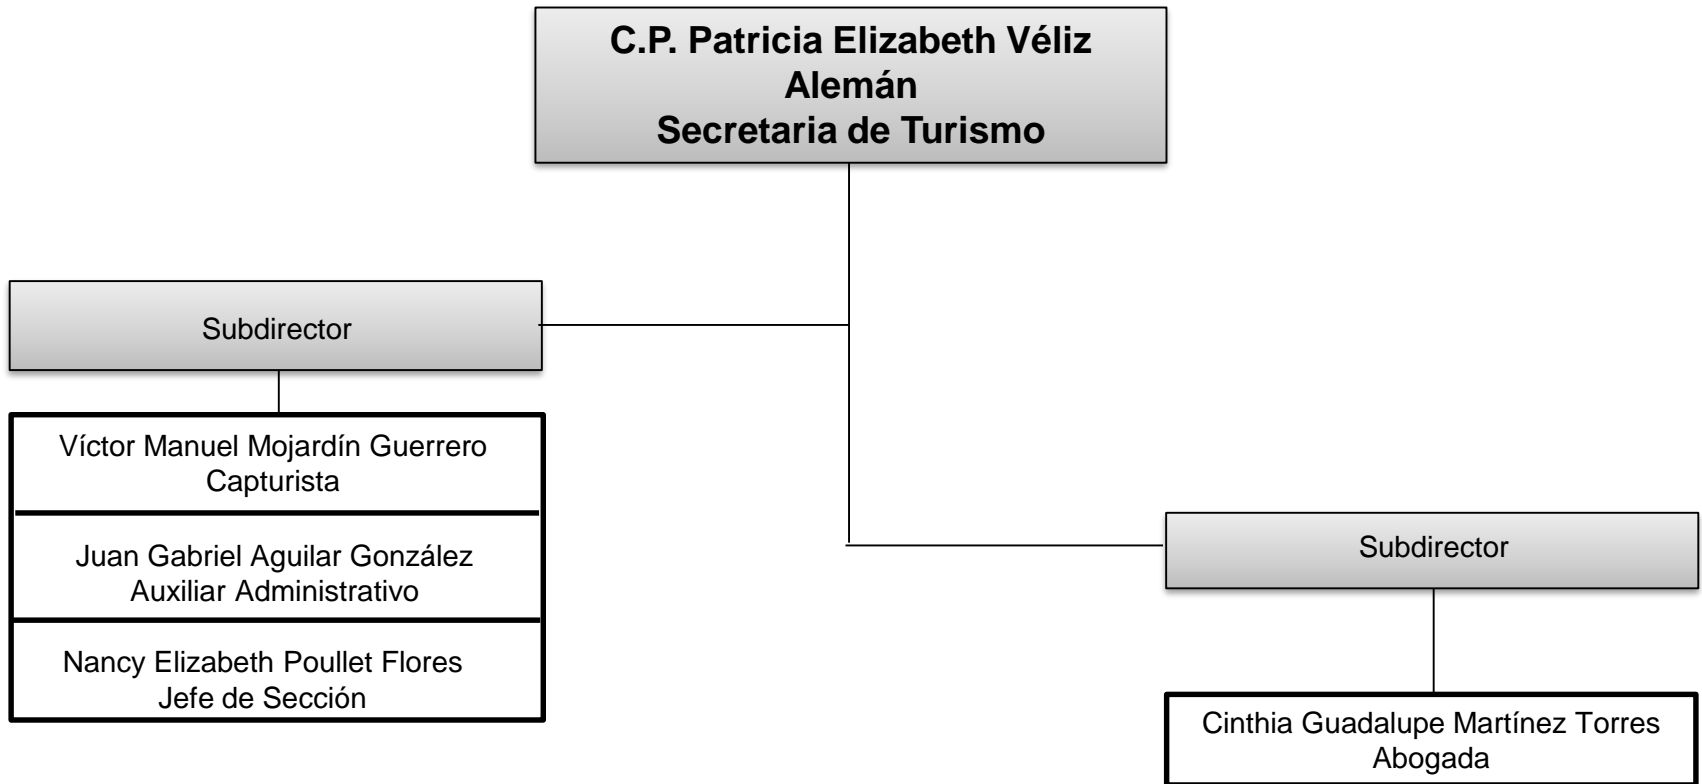 C.P. Patricia Elizabeth Véliz
Alemán
Secretaria de Turismo
Subdirector
Víctor Manuel Mojardín Guerrero
Capturista
Juan Gabriel Aguilar González
Auxiliar Administrativo
Nancy Elizabeth Poullet Flores
Jefe de Sección
Subdirector
Cinthia Guadalupe Martínez Torres
Abogada